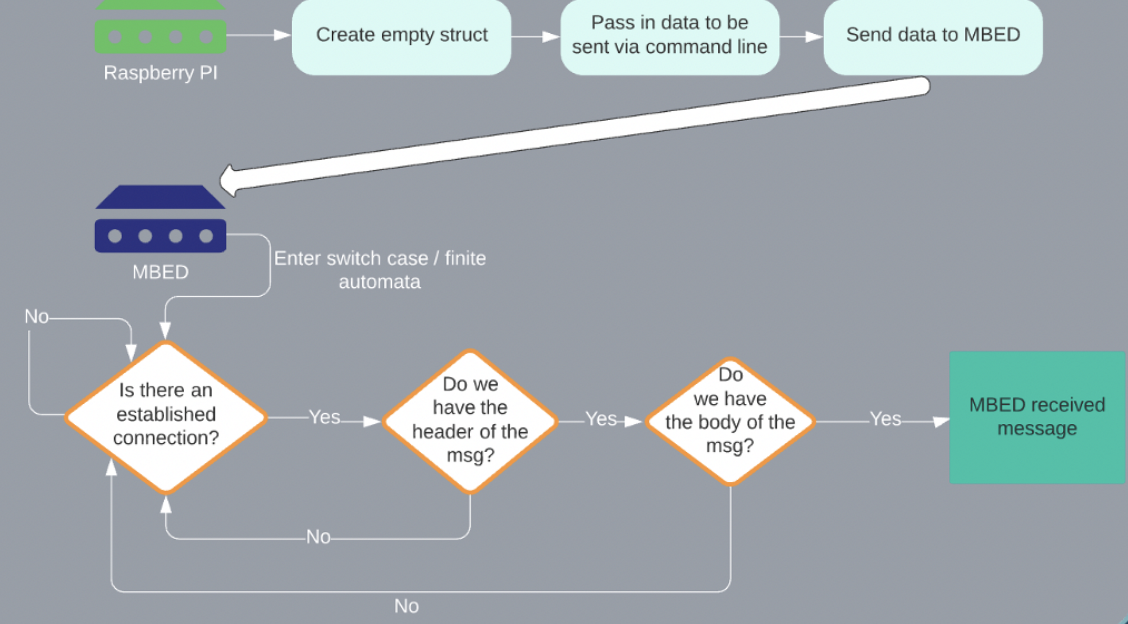 Create empty struct
Pass in data to be
sent via command line
Send data to MBED
Raspberry PI
MBED
Enter switch case / finite
automata
No
Is there an
established
connection?
Yes
Do we
have the
header of the
msg?
Yes
Do
we have
the body of the
msg?
Yes
MBED received
message
No
No